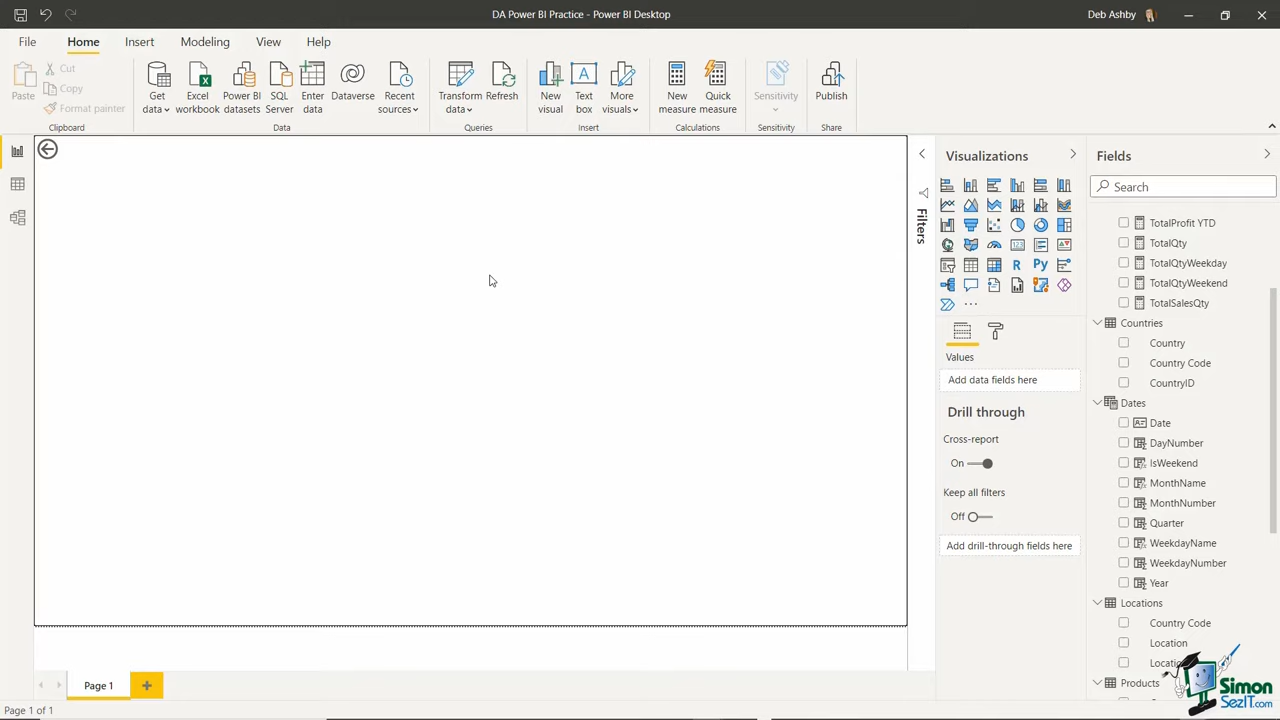 DA Power BI Practice - Power BI Desktop
Deb Ashby
File Home Insert Modeling View Help
Paste
Cut
Copy
Format painter
Get data
Excel workbook
Power BI datasets
SQL Server
Enter data
Dataverse
Recent sources
Transform data
Refresh
New visual
Text box
More visuals
New measure
Quick measure
Sensitivity
Publish
Clipboard Data Queries Insert Calculations Sensitivity Share
Filters
Visualizations
R Py
Values
Add data fields here
Drill through
Cross-report
On
Keep all filters
Off
Add drill-through fields here
Fields
Search
TotalProfit YTD
TotalQty
TotalQtyWeekday
TotalQtyWeekend
TotalSalesQty
Countries
Country
Country Code
CountryID
Dates
Date
DayNumber
IsWeekend
MonthName
MonthNumber
Quarter
WeekdayName
WeekdayNumber
Year
Locations
Country Code
Location
Products
Simon
SezIT.com
Page 1
Page 1 of 1